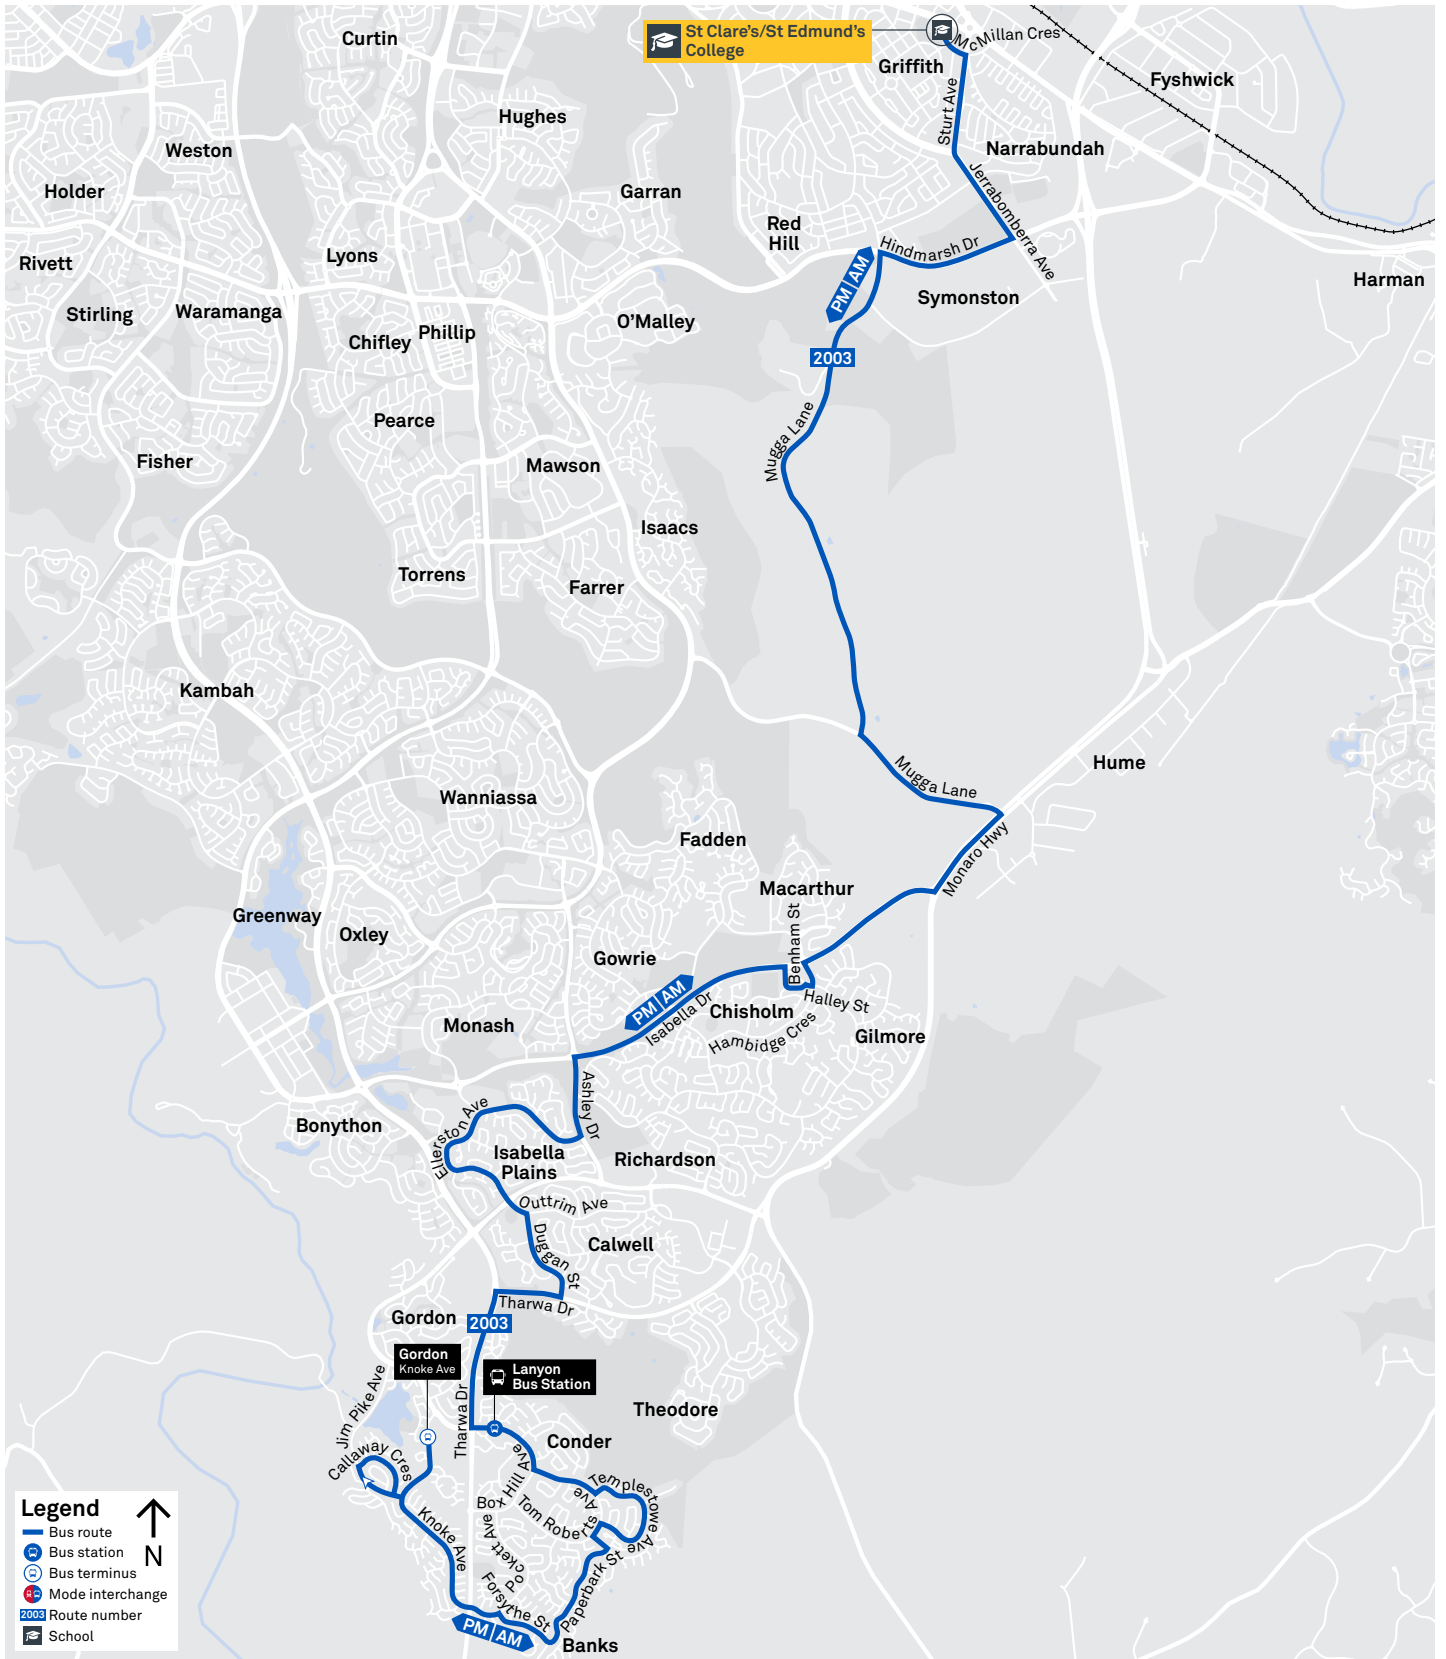 Curtin
St Clare's/St Edmund's
College
McMillan Cres
Griffith
Fyshwick
Hughes
Sturt Ave
Weston
Narrabundah
Holder
Garran
Jerrabomberra Ave
Red
Hill
Hindmarsh Dr
Lyons
Rivett
PM
AM
Harman
Symonston
Stirling
Waramanga
O'Malley
Chifley
Phillip
2003
Pearce
Mugga Lane
Fisher
Mawson
Isaacs
Torrens
Farrer
Kambah
Mugga Lane
Hume
Wanniassa
Fadden
Monaro Hwy
Macarthur
Greenway
Benham St
Oxley
Gowrie
PM
AM
Isabella Dr
Chisholm
Halley St
Monash
Hambidge Cres
Gilmore
Ashley Dr
Ellerston Ave
Bonython
Isabella
Plains
Richardson
Outtrim Ave
Duggan St
Calwell
Tharwa Dr
Gordon
2003
Gordon
Knoke Ave
Lanyon
Bus Station
Jim Pike Ave
Tharwa Dr
Theodore
Conder
Callaway Cres
Box Hill Ave
Templestowe Ave
Tom Roberts Ave
Knoke Ave
Pockett Ave
Forsythe St
Paperbark St
PM
AM
Banks
Legend
Bus route
Bus station
Bus terminus
Mode interchange
2003 Route number
School
N